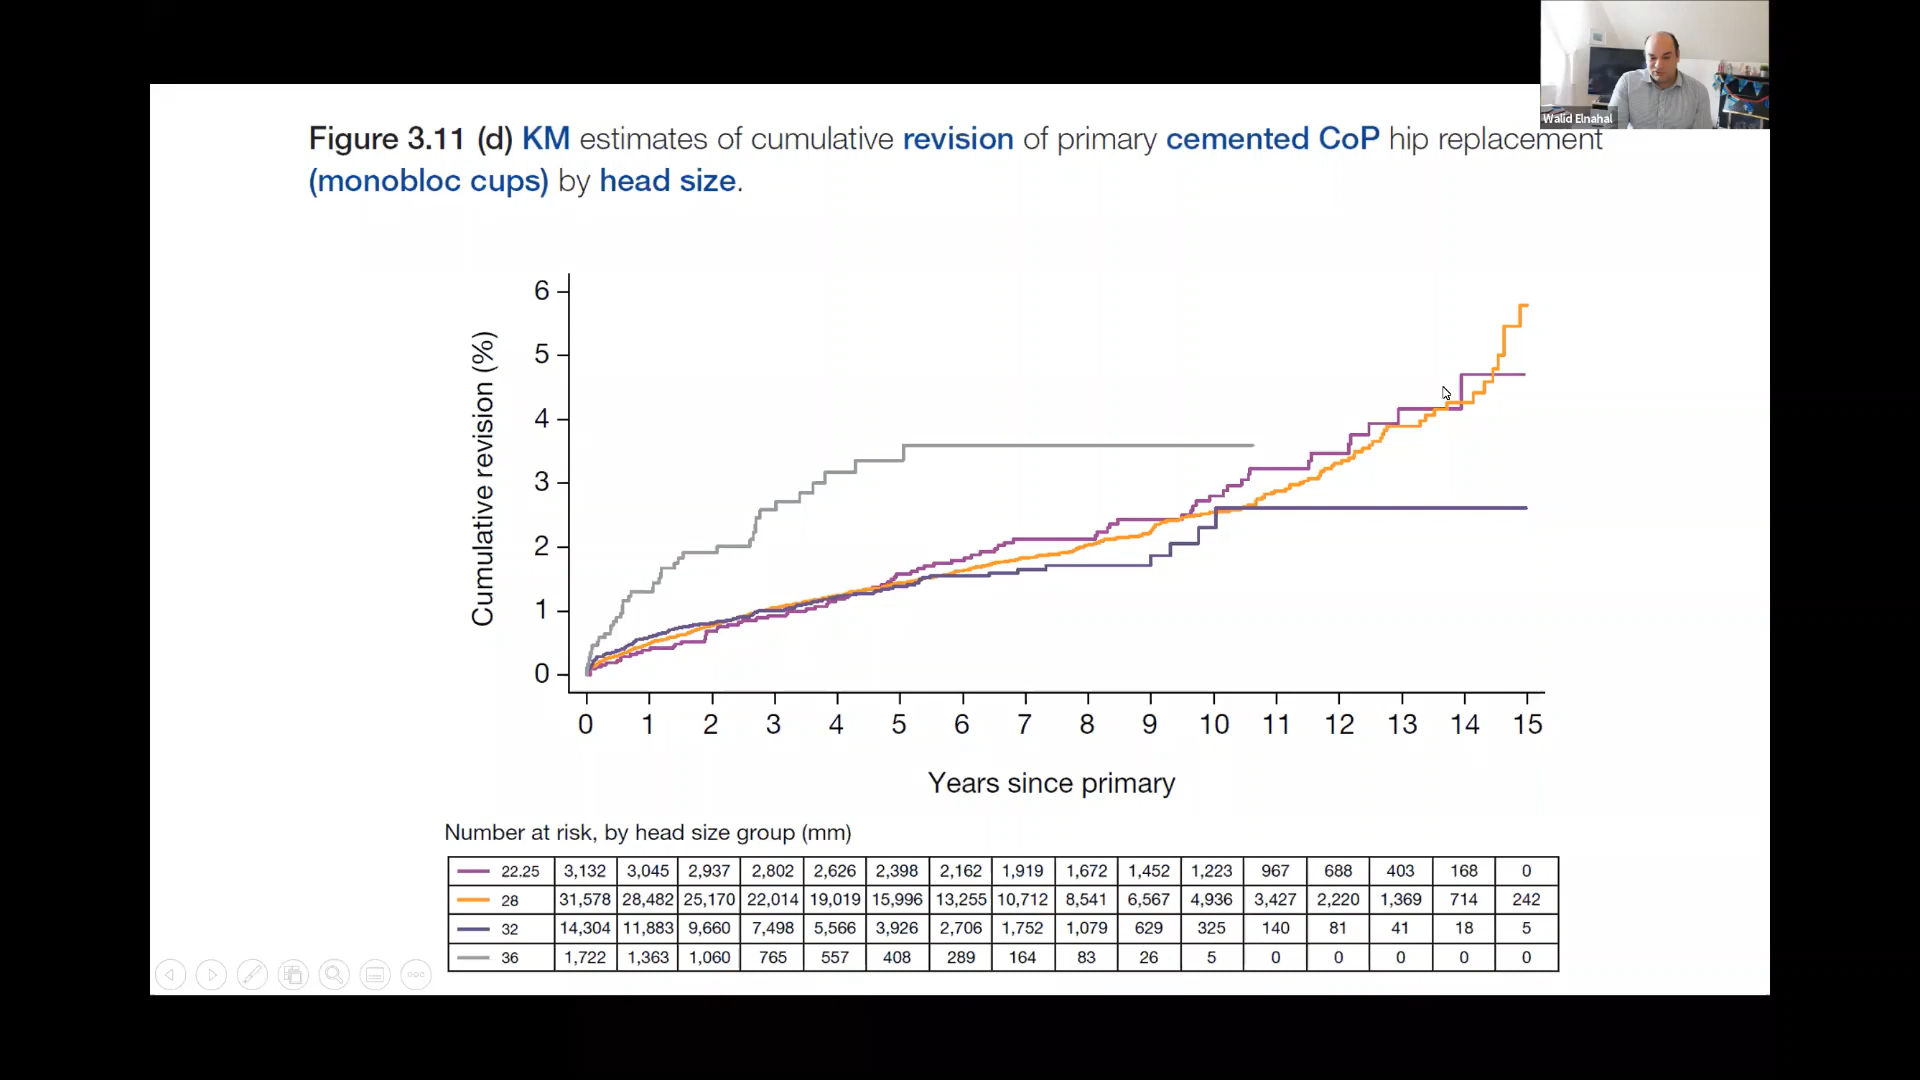 Walid Elnahal
Figure 3.11 (d) KM estimates of cumulative revision of primary cemented CoP hip replacement
(monobloc cups) by head size.
Cumulative revision (%)
6
5
4
3
2
1
0
0 1 2 3 4 5 6 7 8 9 10 11 12 13 14 15
Years since primary
Number at risk, by head size group (mm)
22.25 3,132 3,045 2,937 2,802 2,626 2,398 2,162 1,919 1,672 1,452 1,223 967 688 403 168 0
28 31,578 28,482 25,170 22,014 19,019 15,996 13,255 10,712 8,541 6,567 4,936 3,427 2,220 1,369 714 242
32 14,304 11,883 9,660 7,498 5,566 3,926 2,706 1,752 1,079 629 325 140 81 41 18 5
36 1,722 1,363 1,060 765 557 408 289 164 83 26 5 0 0 0 0 0